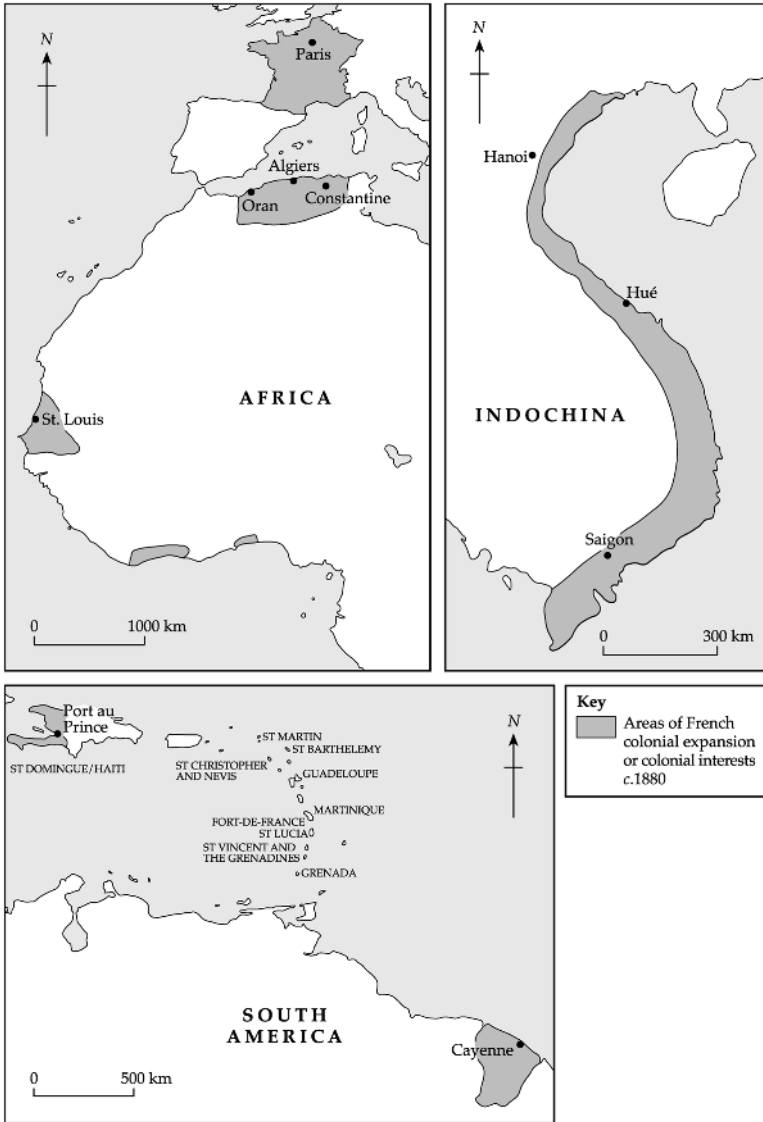 N
Paris
Algiers
Oran
Constantine
AFRICA
St. Louis
0 1000 km
N
Hanoi
Hué
INDOCHINA
Saigon
0 300 km
Port au
Prince
ST DOMINGUE/HAITI
ST MARTIN
ST BARTHELEMY
ST CHRISTOPHER
AND NEVIS
GUADELOUPE
MARTINIQUE
FORT-DE-FRANCE
ST LUCIA
ST VINCENT AND
THE GRENADINES
GRENADA
N
SOUTH
AMERICA
Cayenne
0 500 km
Key
Areas of French
colonial expansion
or colonial interests
c.1880